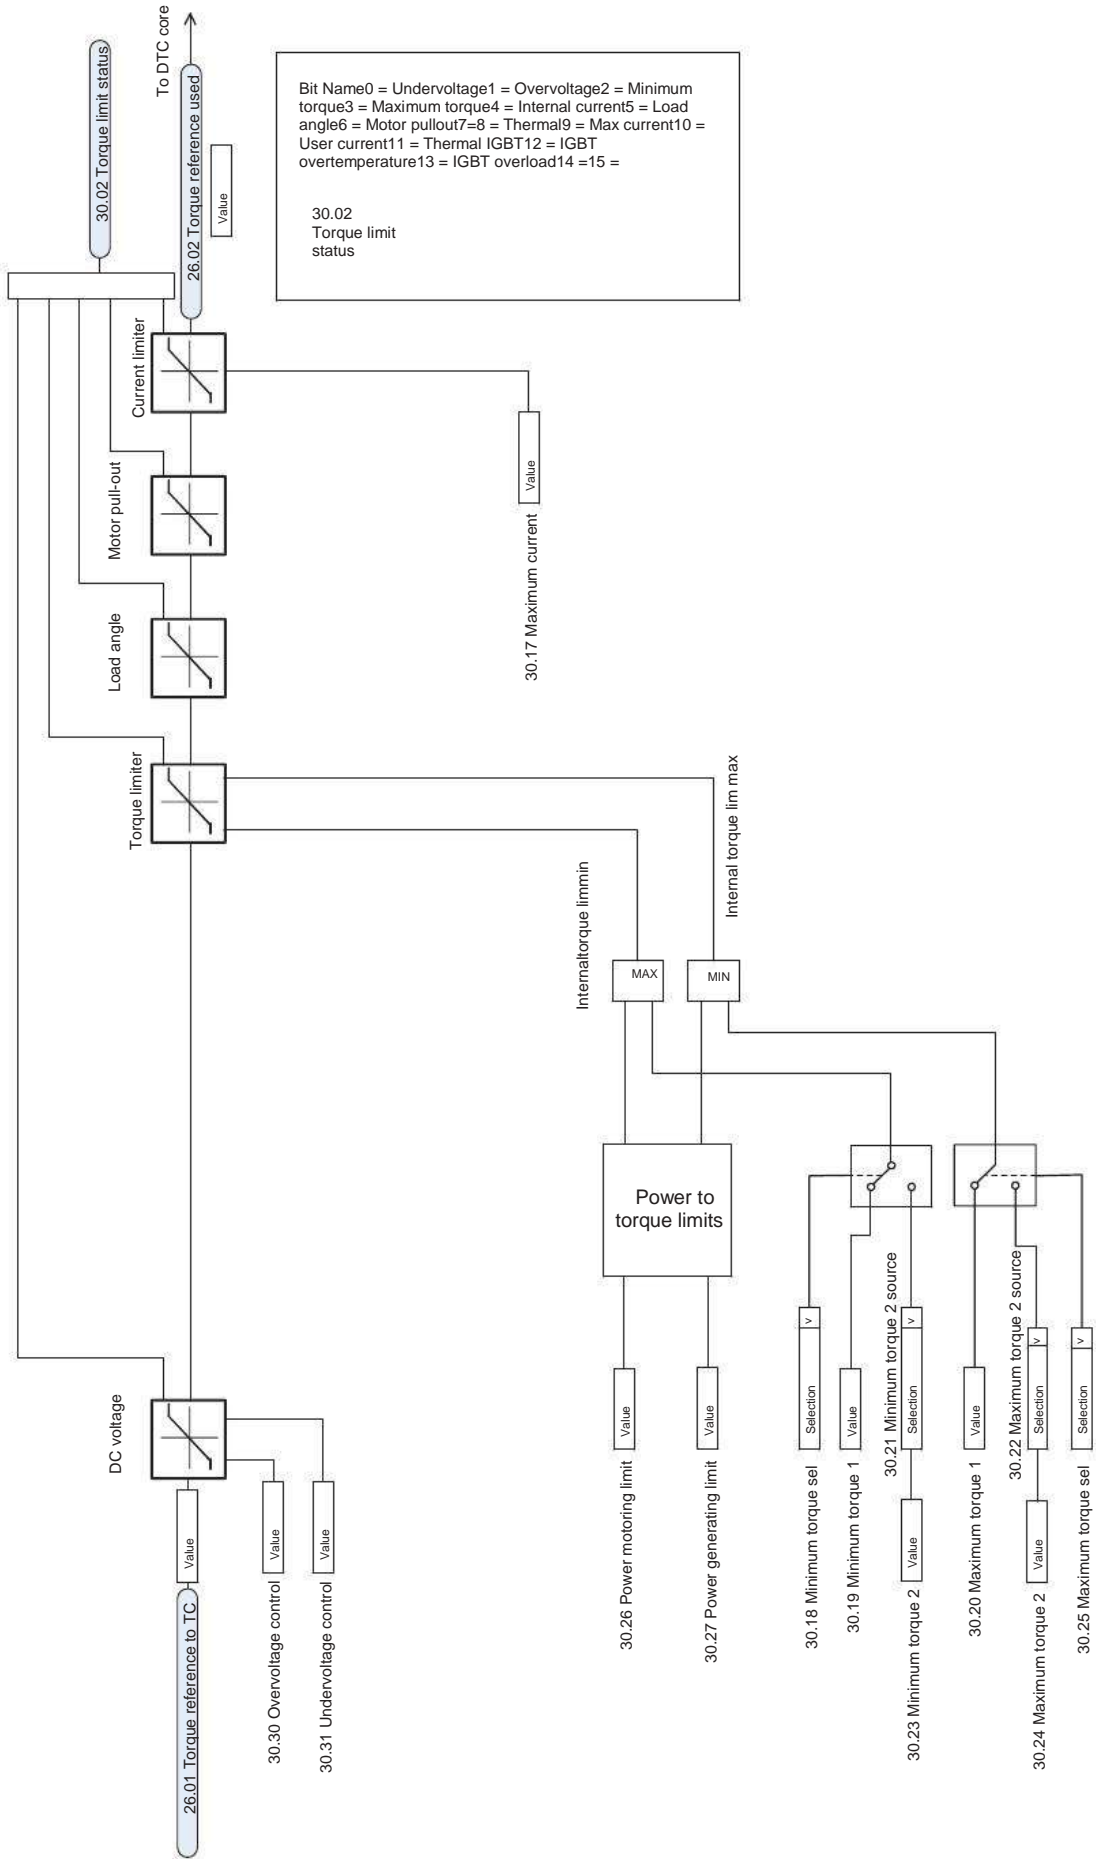 To DTC core
30.02 Torque limit status
26.02 Torque reference used
Value
Bit Name0 = Undervoltage1 = Overvoltage2 = Minimum
torque3 = Maximum torque4 = Internal current5 = Load
angle6 = Motor pullout7=8 = Thermal9 = Max current10 =
User current11 = Thermal IGBT12 = IGBT
overtemperature13 = IGBT overload14 =15 =
30.02
Torque limit
status
Current limiter
Motor pull-out
Load angle
Torque limiter
Value
30.17 Maximum current
Internaltorque limmin
Internal torque lim max
MAX
MIN
Power to
torque limits
DC voltage
Value
26.01 Torque reference to TC
Value
30.30 Overvoltage control
Value
30.31 Undervoltage control
Value
30.26 Power motoring limit
Value
30.27 Power generating limit
v
Selection
30.18 Minimum torque sel
Value
30.19 Minimum torque 1
30.21 Minimum torque 2 source
v
Selection
Value
30.23 Minimum torque 2
Value
30.20 Maximum torque 1
30.22 Maximum torque 2 source
v
Selection
Value
30.24 Maximum torque 2
v
Selection
30.25 Maximum torque sel